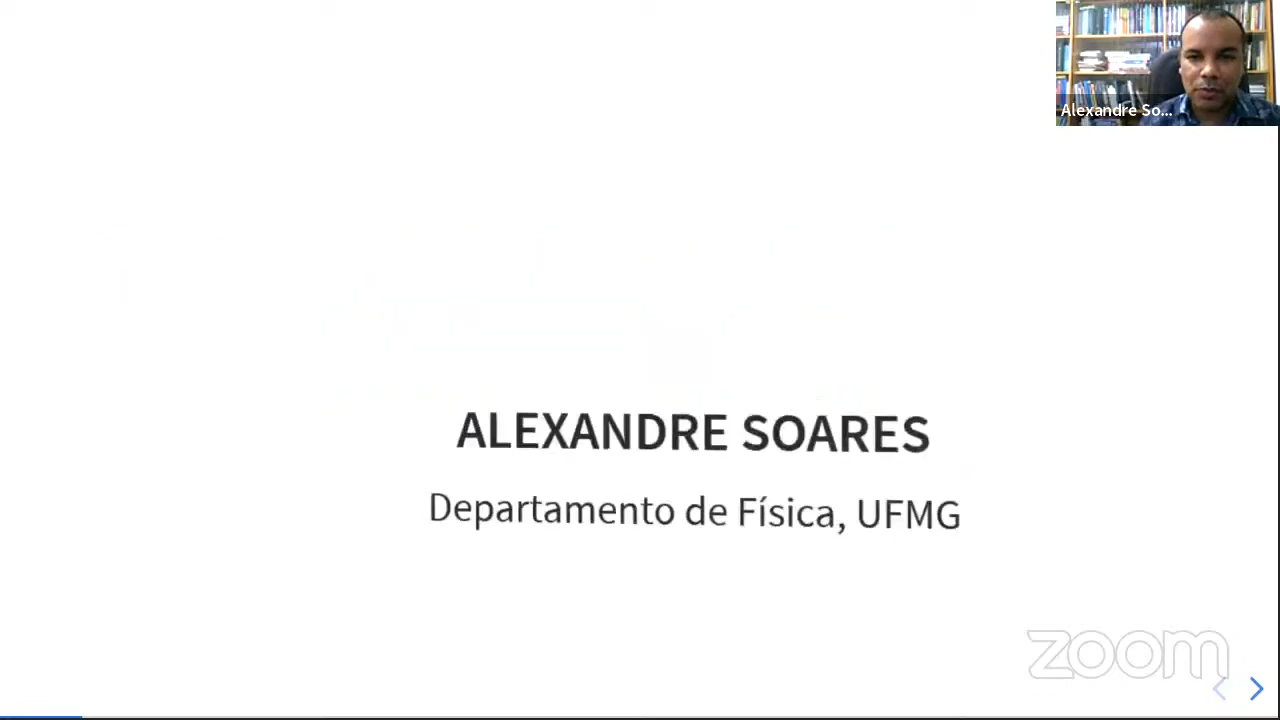 Alexandre So...
ALEXANDRE SOARES
Departamento de Física, UFMG
zoom